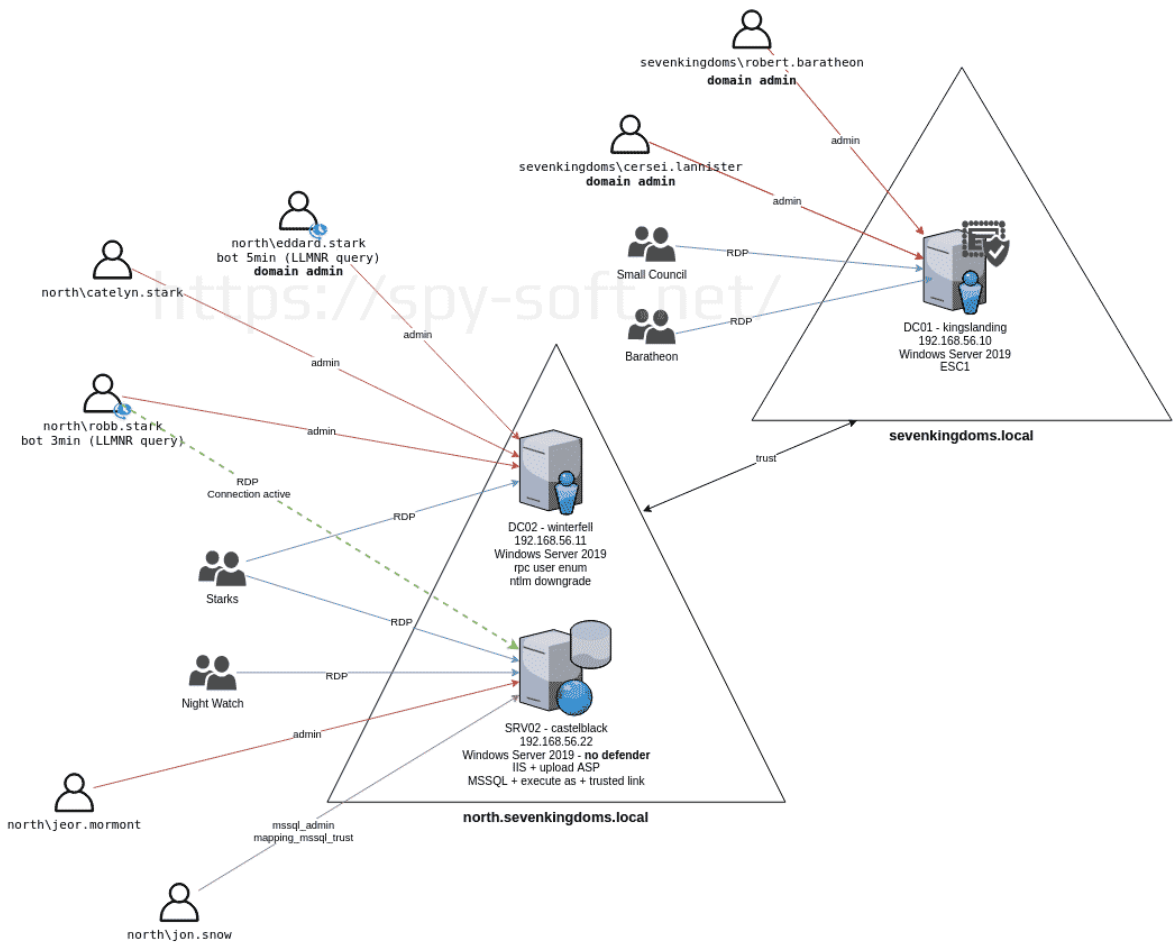 sevenkingdoms\robert.baratheon
domain admin
admin
sevenkingdoms\cersei.lannister
domain admin
admin
north\eddard.stark
bot 5min (LLMNR query)
domain admin
Small Council
RDP
north\catelyn.stark
https://spy-soft.net/
RDP
Baratheon
DC01 - kingslanding
192.168.56.10
Windows Server 2019
ESC1
admin
admin
north\robb.stark
bot 3min (LLMNR query)
admin
sevenkingdoms.local
trust
RDP
Connection active
RDP
DC02 - winterfell
192.168.56.11
Windows Server 2019
rpc user enum
ntlm downgrade
Starks
RDP
RDP
Night Watch
admin
SRV02 - castelblack
192.168.56.22
Windows Server 2019 - no defender
IIS + upload ASP
MSSQL + execute as + trusted link
north.sevenkingdoms.local
north\jeor.mormont
mssql_admin
mapping_mssql_trust
north\jon.snow